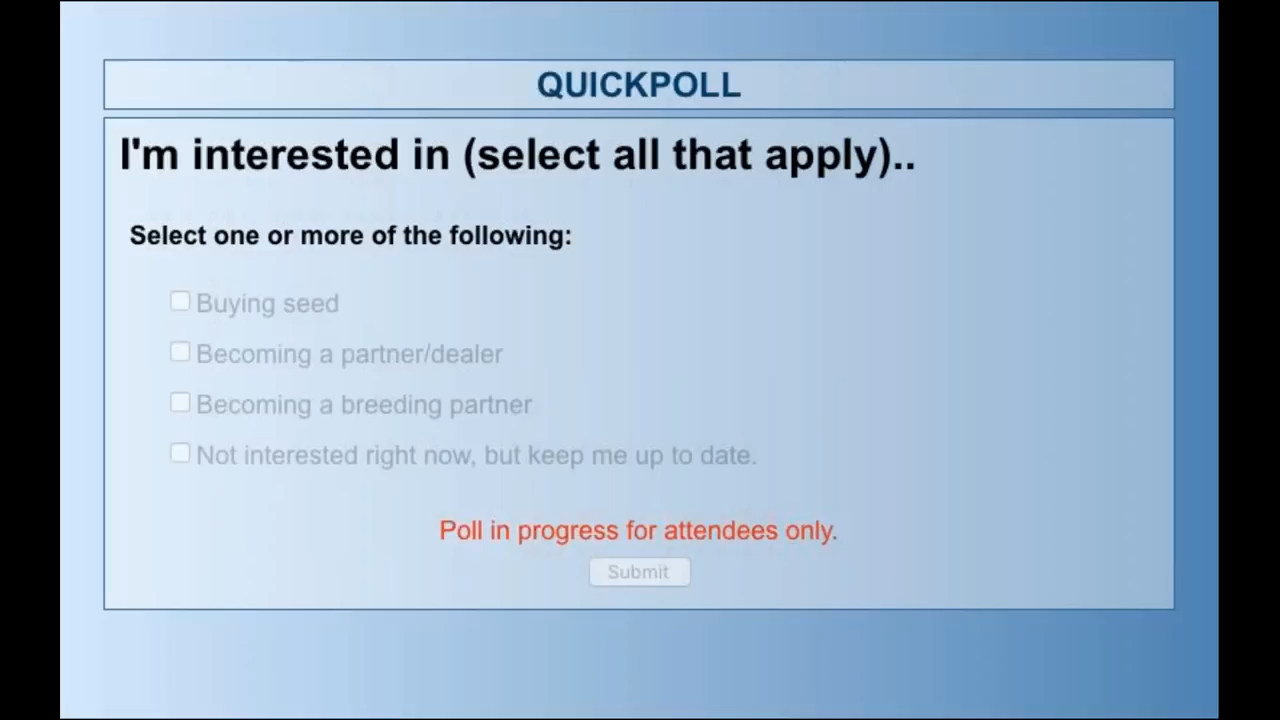 QUICKPOLL
I'm interested in (select all that apply)..
Select one or more of the following:
Buying seed
Becoming a partner/dealer
Becoming a breeding partner
Not interested right now, but keep me up to date.
Poll in progress for attendees only.
Submit